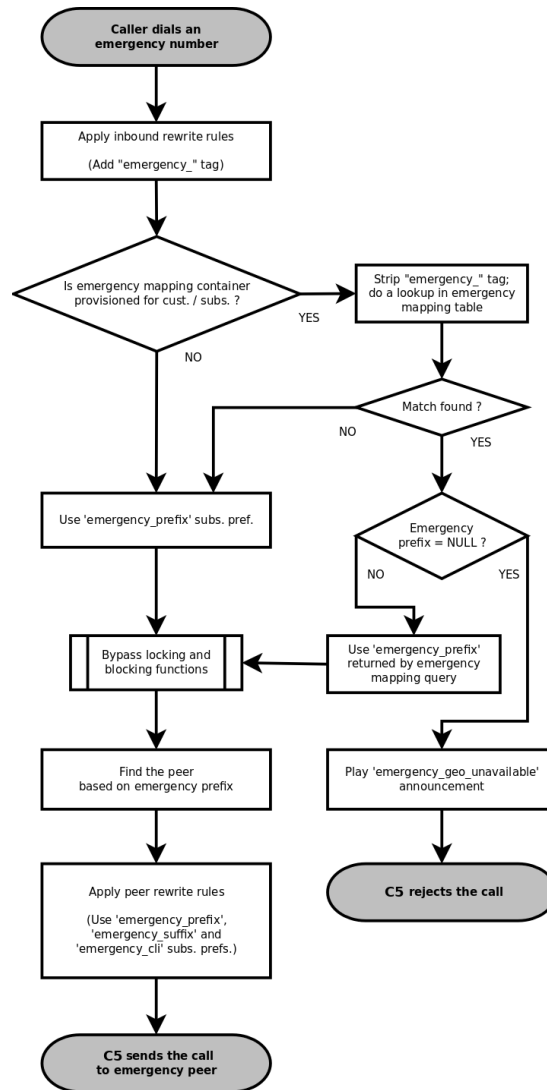 Caller dials an
emergency number
Apply inbound rewrite rules
(Add "emergency_" tag)
Is emergency mapping container
provisioned for cust. / subs. ?
YES
NO
Strip "emergency_" tag;
do a lookup in emergency
mapping table
Match found ?
NO
YES
Use 'emergency_prefix' subs. pref.
Emergency
prefix = NULL ?
NO
YES
Bypass locking and
blocking functions
Use 'emergency_prefix'
returned by emergency
mapping query
Find the peer
based on emergency prefix
Play 'emergency_geo_unavailable'
announcement
Apply peer rewrite rules
(Use 'emergency_prefix',
'emergency_suffix' and
'emergency_cli' subs. prefs.)
C5 rejects the call
C5 sends the call
to emergency peer